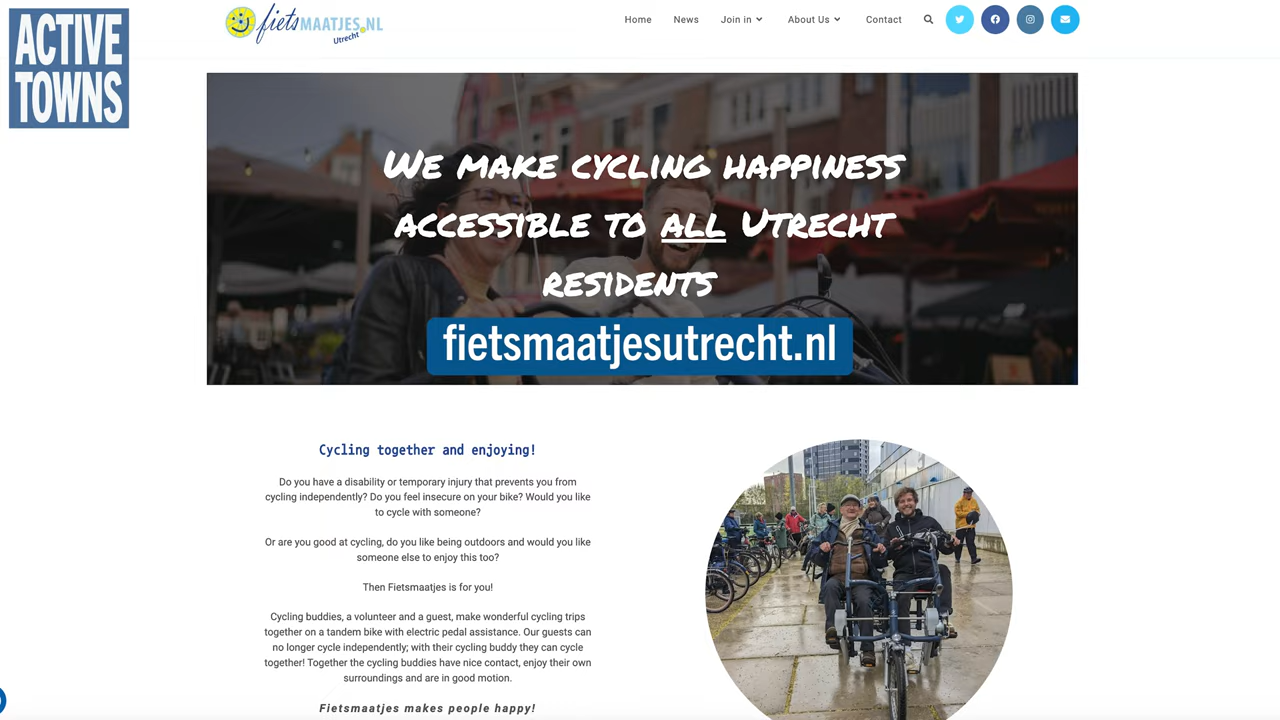 ACTIVE
TOWNS
fietsMAATJES.NL
Utrecht
Home News Join in About Us Contact
We make cycling happiness
accessible to all Utrecht
residents
fietsmaatjesutrecht.nl
Cycling together and enjoying!
Do you have a disability or temporary injury that prevents you from
cycling independently? Do you feel insecure on your bike? Would you like
to cycle with someone?
Or are you good at cycling, do you like being outdoors and would you like
someone else to enjoy this too?
Then Fietsmaatjes is for you!
Cycling buddies, a volunteer and a guest, make wonderful cycling trips
together on a tandem bike with electric pedal assistance. Our guests can
no longer cycle independently; with their cycling buddy they can cycle
together! Together the cycling buddies have nice contact, enjoy their own
surroundings and are in good motion.
Fietsmaatjes makes people happy!